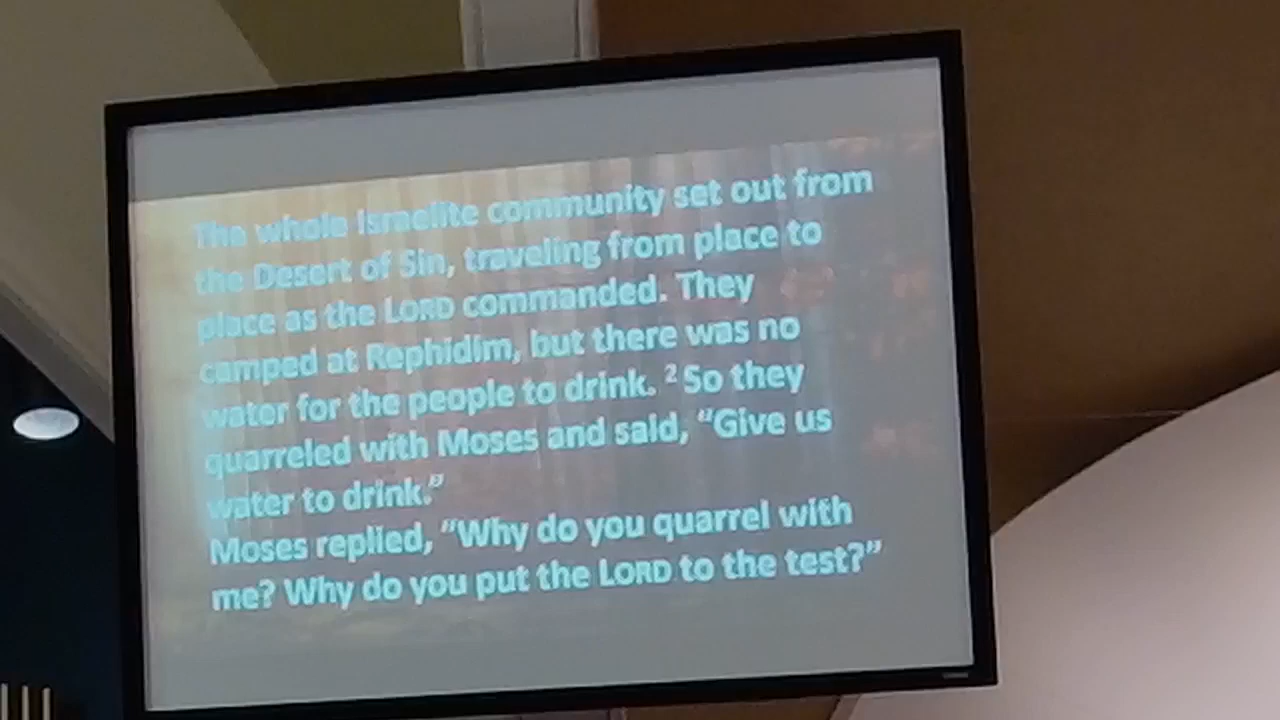 The whole Israelite community set out from
the Desert of Sin, traveling from place to
place as the LORD commanded. They
camped at Rephidim, but there was no
water for the people to drink. ² So they
quarreled with Moses and said, “Give us
water to drink.”
Moses replied, “Why do you quarrel with
me? Why do you put the LORD to the test?”